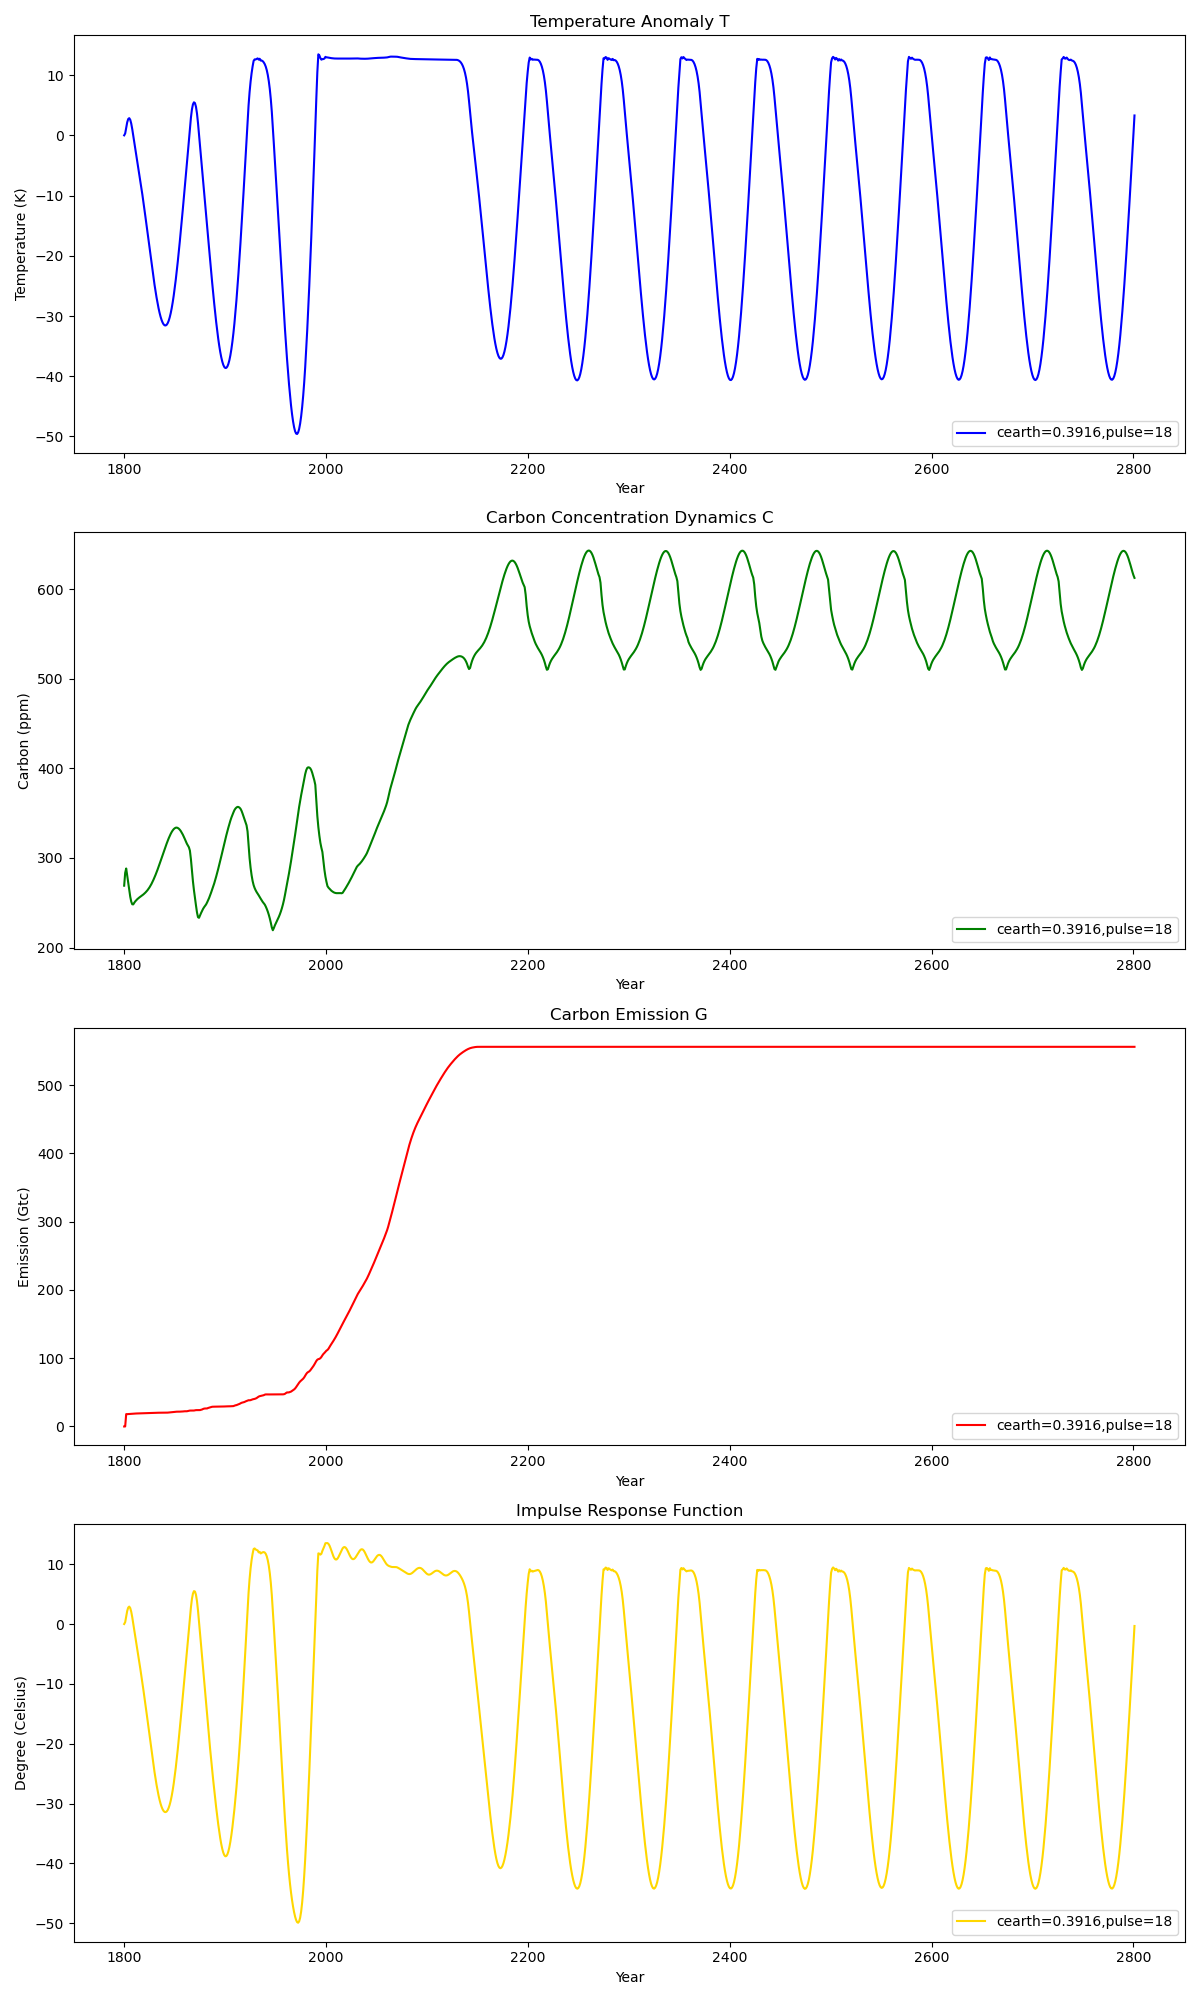 Temperature Anomaly T
10
0
−10
−20
−30
−40
−50
Temperature (K)
cearth=0.3916,pulse=18
1800 2000 2200 2400 2600 2800
Year
Carbon Concentration Dynamics C
600
500
400
300
200
Carbon (ppm)
cearth=0.3916,pulse=18
1800 2000 2200 2400 2600 2800
Year
Carbon Emission G
500
400
300
200
100
0
Emission (Gtc)
cearth=0.3916,pulse=18
1800 2000 2200 2400 2600 2800
Year
Impulse Response Function
10
0
−10
−20
−30
−40
−50
Degree (Celsius)
cearth=0.3916,pulse=18
1800 2000 2200 2400 2600 2800
Year